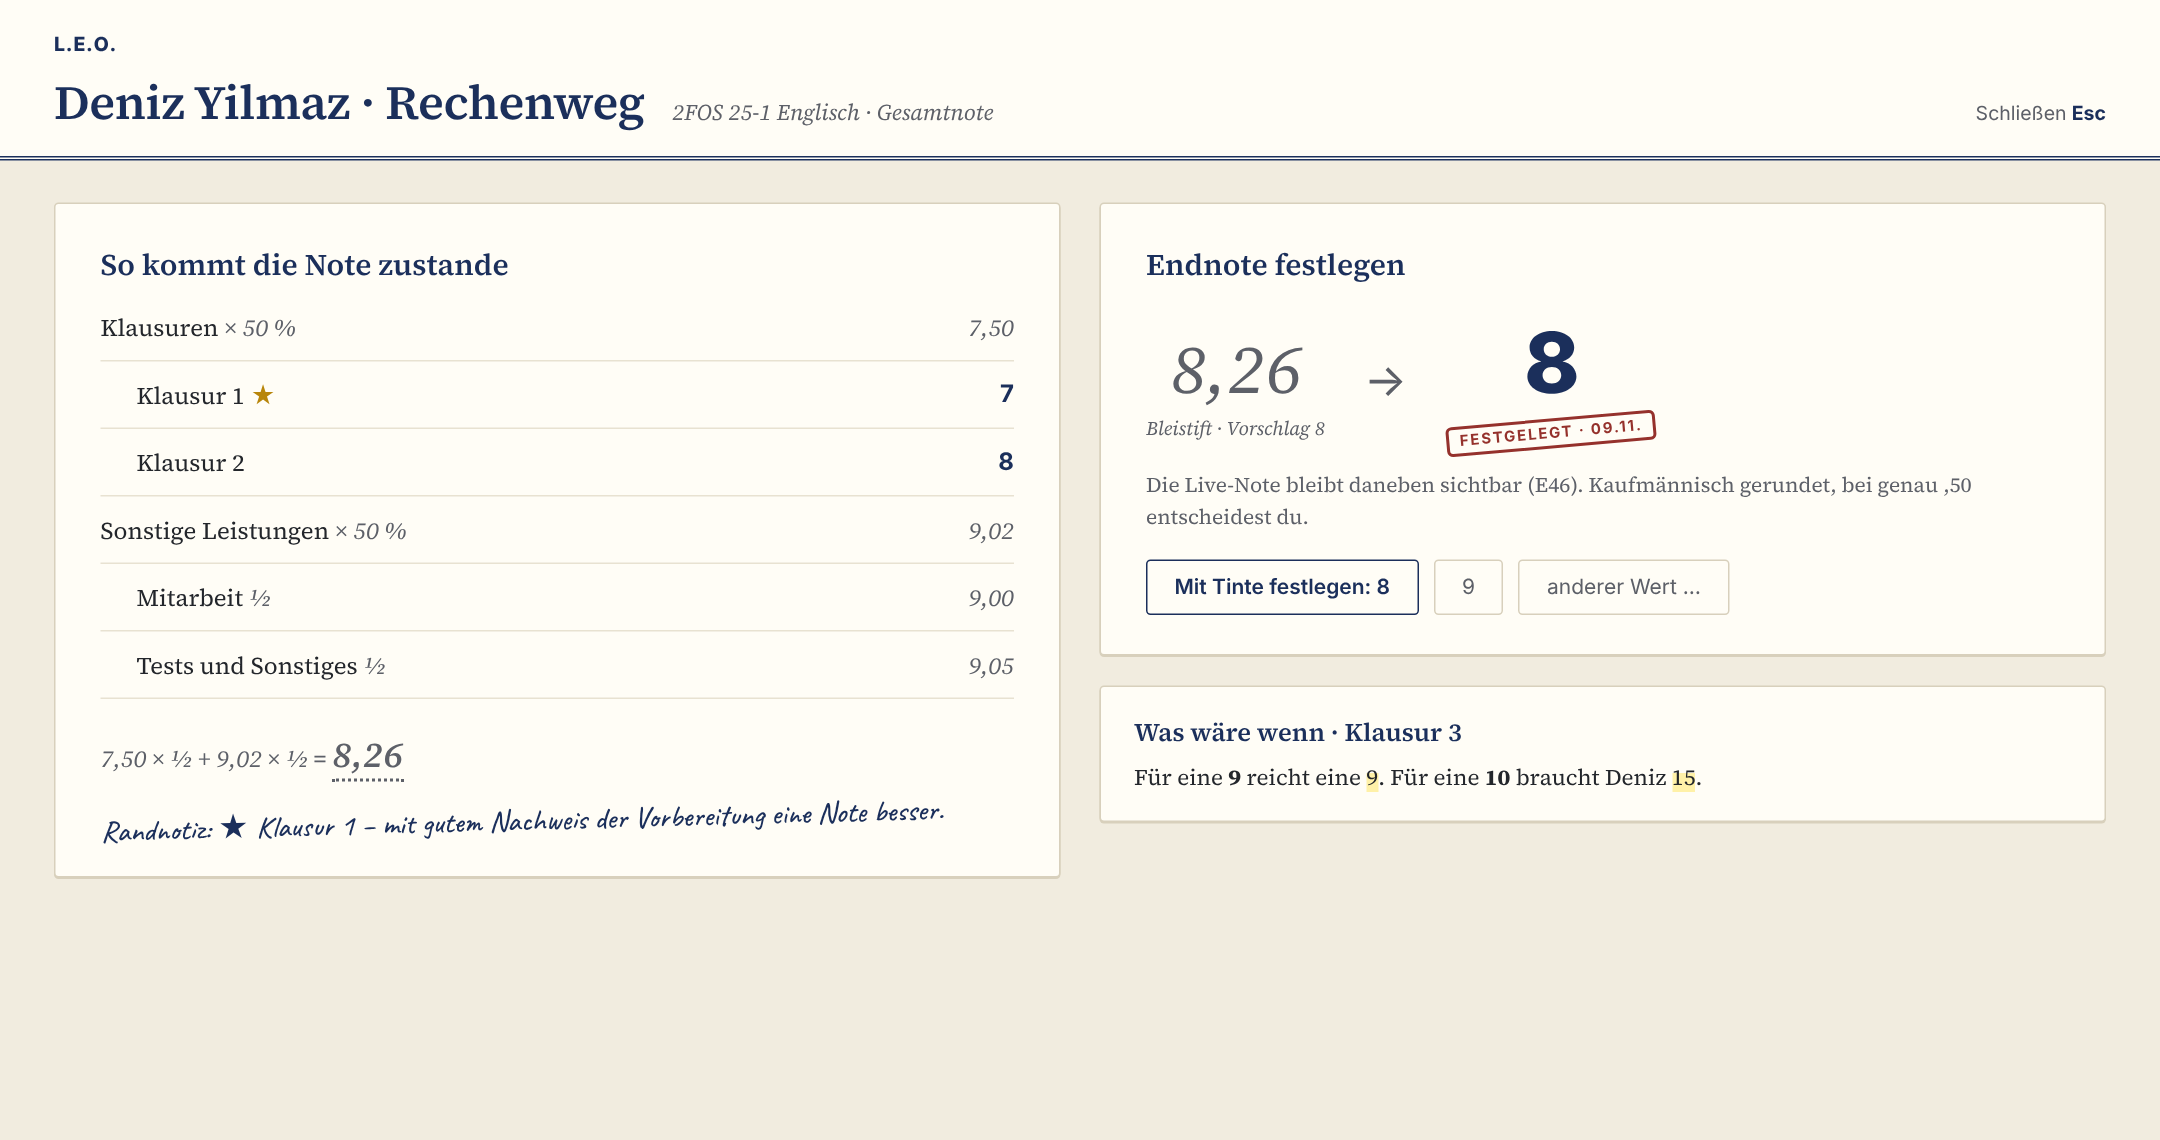 L.E.O.
Deniz Yilmaz · Rechenweg 2FOS 25-1 Englisch · Gesamtnote
Schließen Esc
So kommt die Note zustande
Klausuren × 50 % 7,50
Klausur 1 ★ 7
Klausur 2 8
Sonstige Leistungen × 50 % 9,02
Mitarbeit ½ 9,00
Tests und Sonstiges ½ 9,05
7,50 × ½ + 9,02 × ½ = 8,26
Randnotiz: ★ Klausur 1 – mit gutem Nachweis der Vorbereitung eine Note besser.
Endnote festlegen
8,26 → 8
Bleistift · Vorschlag 8
FESTGELEGT · 09.11.
Die Live-Note bleibt daneben sichtbar (E46). Kaufmännisch gerundet, bei genau ,50
entscheidest du.
Mit Tinte festlegen: 8 9 anderer Wert ...
Was wäre wenn · Klausur 3
Für eine 9 reicht eine 9. Für eine 10 braucht Deniz 15.